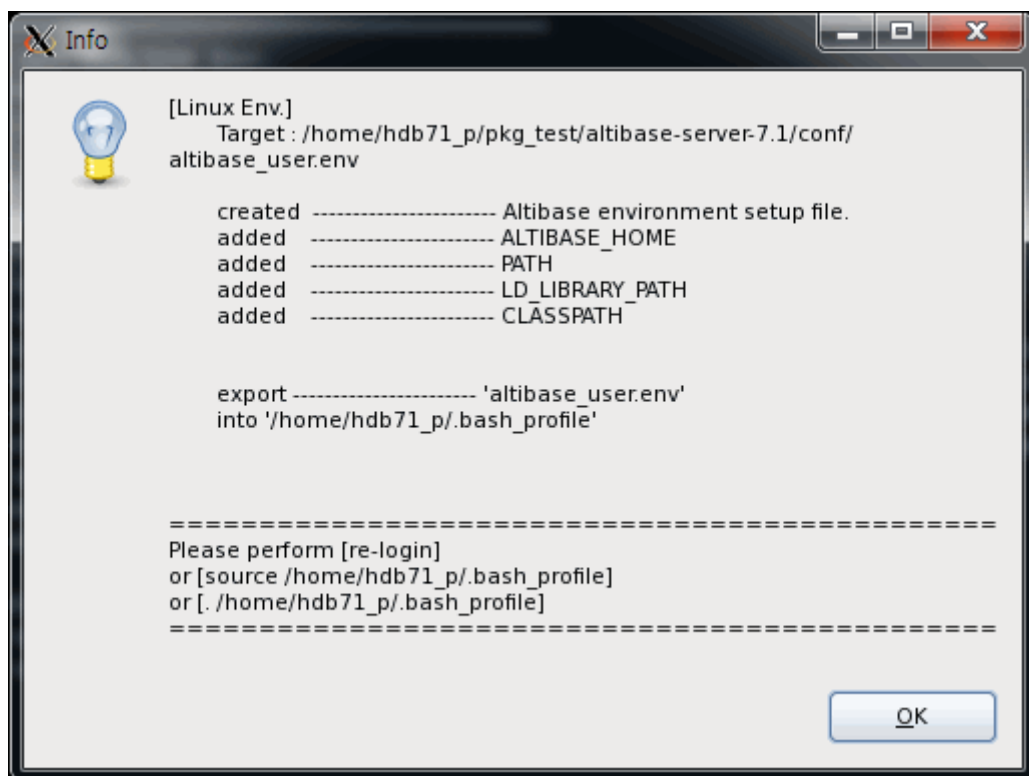 Info
[Linux Env.]
Target : /home/hdb71_p/pkg_test/altibase-server-7.1/conf/
altibase_user.env
created ----------------------- Altibase environment setup file.
added ----------------------- ALTIBASE_HOME
added ----------------------- PATH
added ----------------------- LD_LIBRARY_PATH
added ----------------------- CLASSPATH
export ----------------------- 'altibase_user.env'
into '/home/hdb71_p/.bash_profile'
==============================================
Please perform [re-login]
or [source /home/hdb71_p/.bash_profile]
or [. /home/hdb71_p/.bash_profile]
==============================================
OK